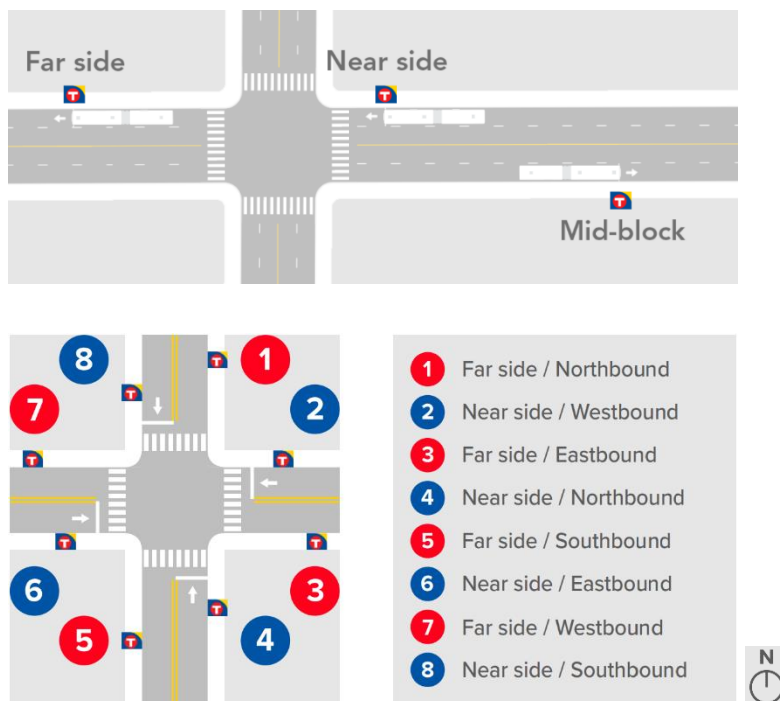 Far side
Near side
T
T
T
Mid-block
8
1
7
2
T
T
T
T
T
T
T
T
6
3
5
4
1 Far side / Northbound
2 Near side / Westbound
3 Far side / Eastbound
4 Near side / Northbound
5 Far side / Southbound
6 Near side / Eastbound
7 Far side / Westbound
8 Near side / Southbound
N